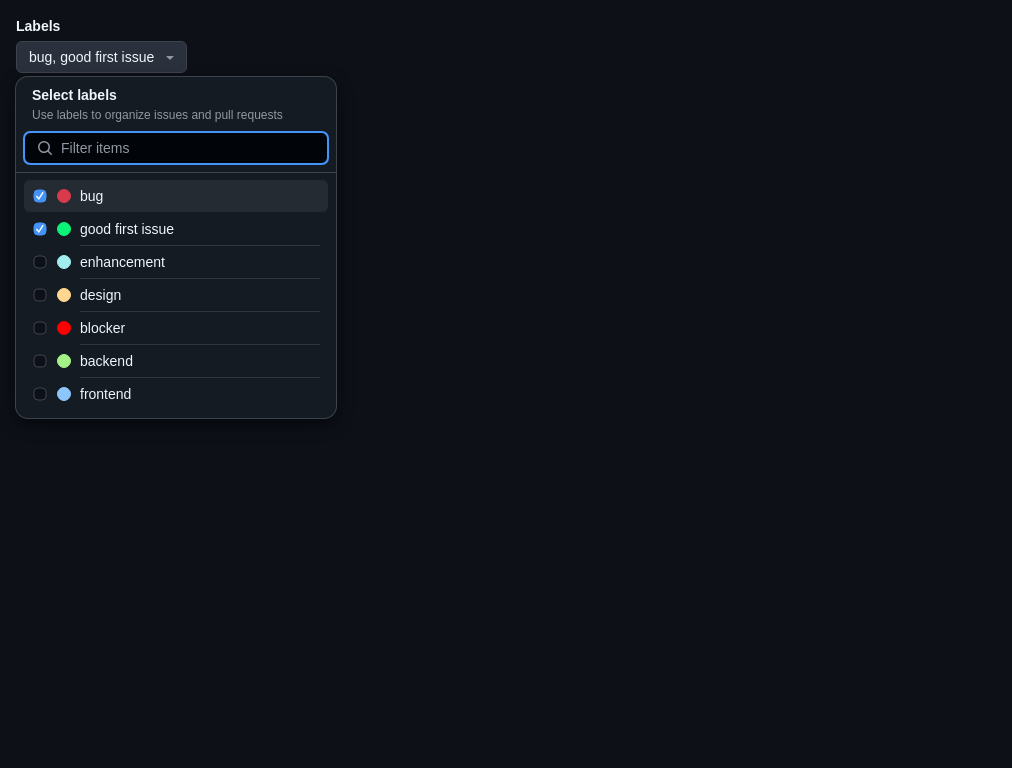 Labels
bug, good first issue
Select labels
Use labels to organize issues and pull requests
Filter items
bug
good first issue
enhancement
design
blocker
backend
frontend